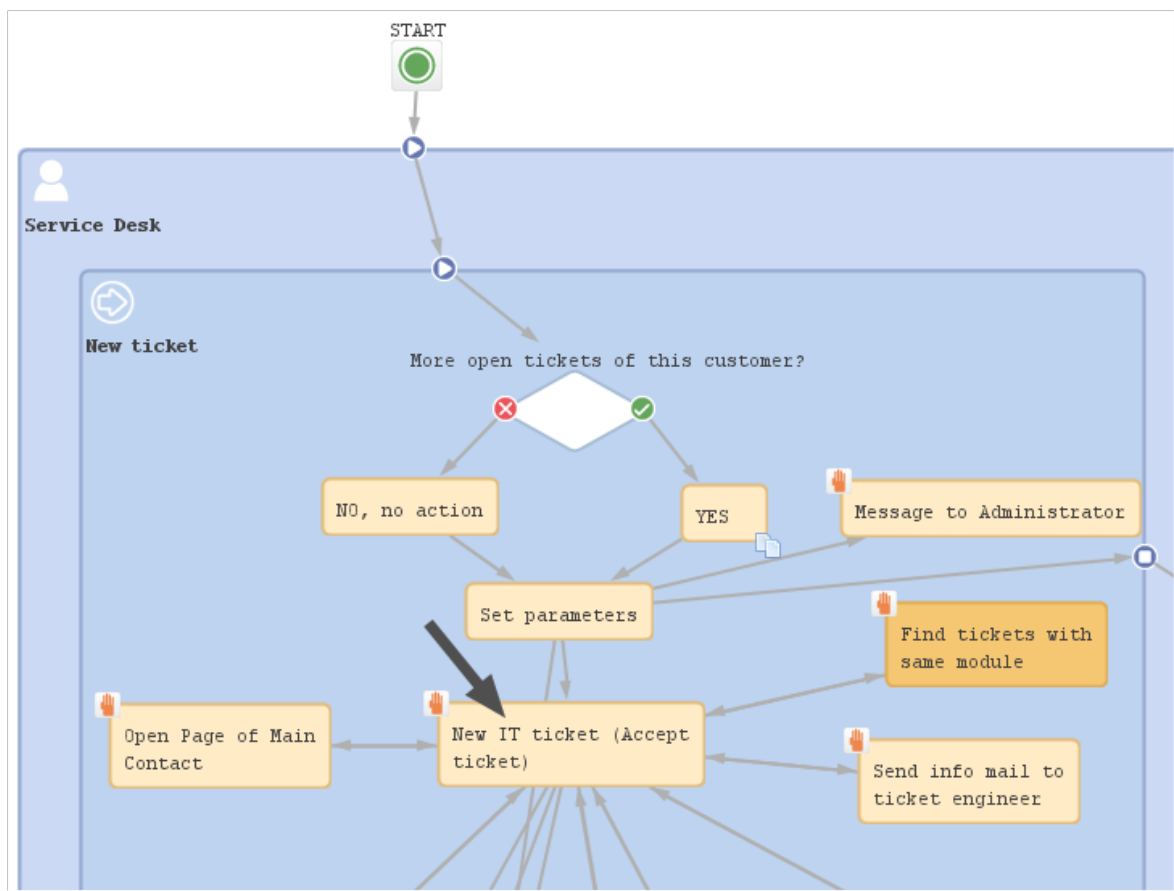 START
Service Desk
New ticket
More open tickets of this customer?
NO, no action
YES
Message to Administrator
Set parameters
Find tickets with
same module
Open Page of Main
Contact
New IT ticket (Accept
ticket)
Send info mail to
ticket engineer